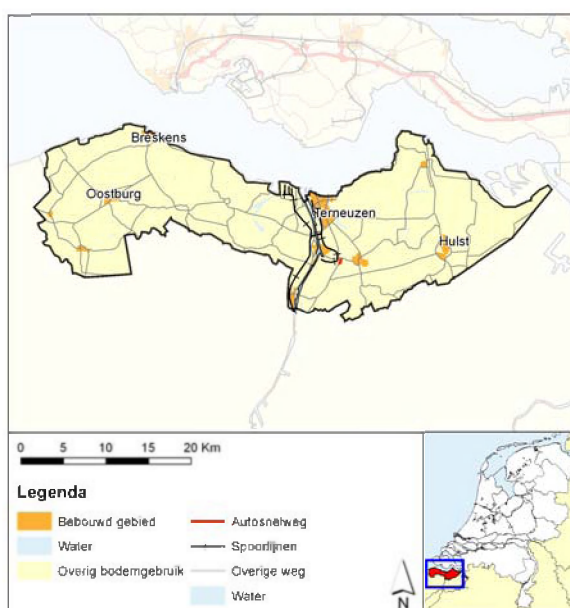 Breskens
Oostburg
Terneuzen
Hulst
0 5 10 15 20 Km
Legenda
Bebouwd gebied
Autosnelweg
Water
Spoorlijnen
Overig bodemgebruik
Overige weg
Water
N